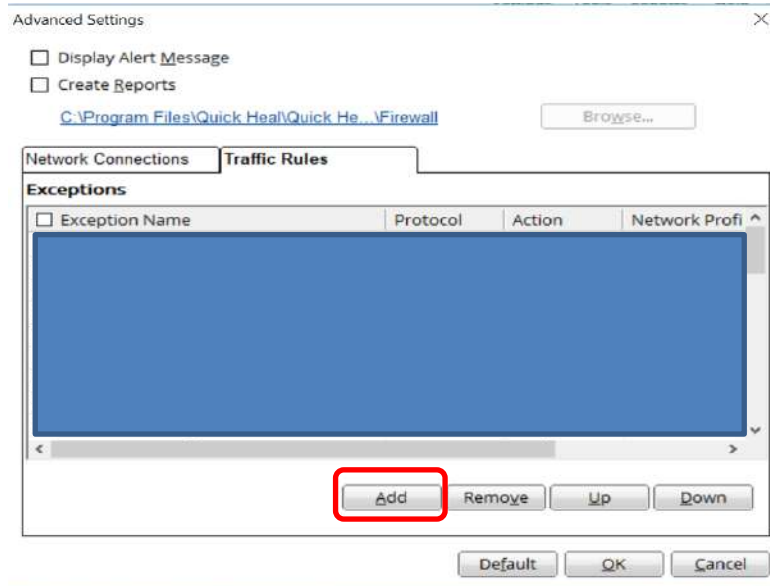 Advanced Settings
Display Alert Message
Create Reports
C:\Program Files\Quick Heal\Quick He...\Firewall Browse...
Network Connections Traffic Rules
Exceptions
Exception Name Protocol Action Network Profi
Add Remove Up Down
Default OK Cancel